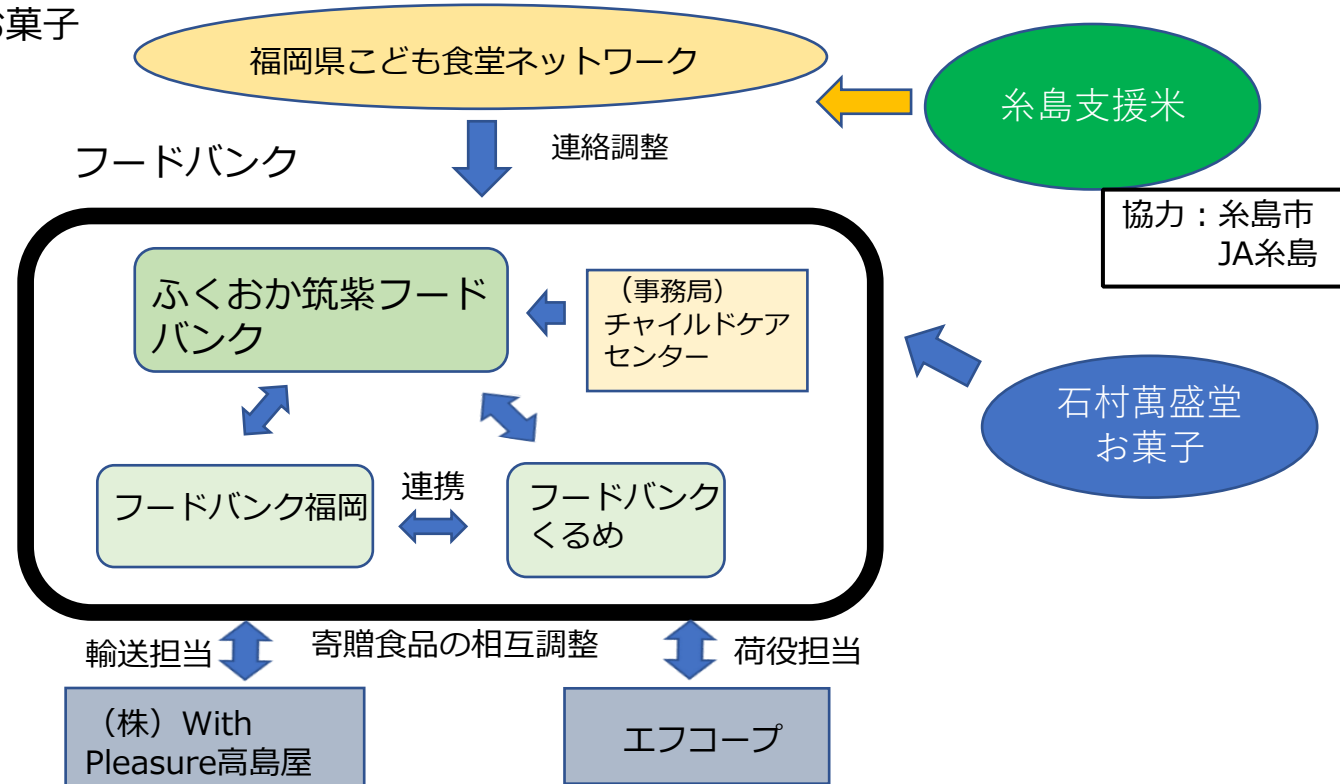 お菓子
福岡県こども食堂ネットワーク
糸島支援米
連絡調整
フードバンク
協力：糸島市
JA糸島
ふくおか筑紫フード
バンク
（事務局）
チャイルドケア
センター
石村萬盛堂
お菓子
フードバンク福岡
連携
フードバンク
くるめ
輸送担当
寄贈食品の相互調整
荷役担当
（株）With
Pleasure高島屋
エフコープ